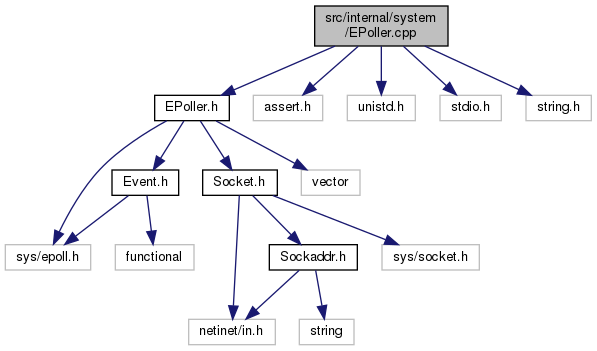 src/internal/system
/EPoller.cpp
EPoller.h
assert.h
unistd.h
stdio.h
string.h
Event.h
Socket.h
vector
sys/epoll.h
functional
Sockaddr.h
sys/socket.h
netinet/in.h
string